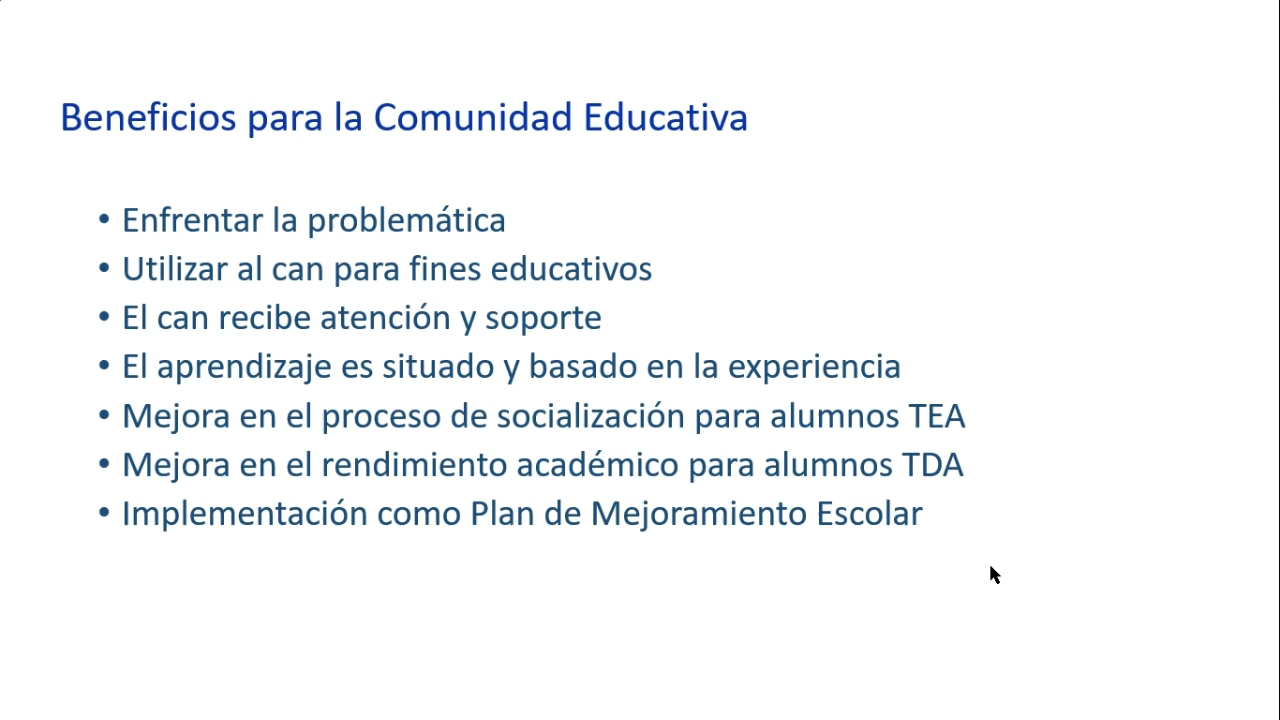 Beneficios para la Comunidad Educativa
• Enfrentar la problemática
• Utilizar al can para fines educativos
• El can recibe atención y soporte
• El aprendizaje es situado y basado en la experiencia
• Mejora en el proceso de socialización para alumnos TEA
• Mejora en el rendimiento académico para alumnos TDA
• Implementación como Plan de Mejoramiento Escolar